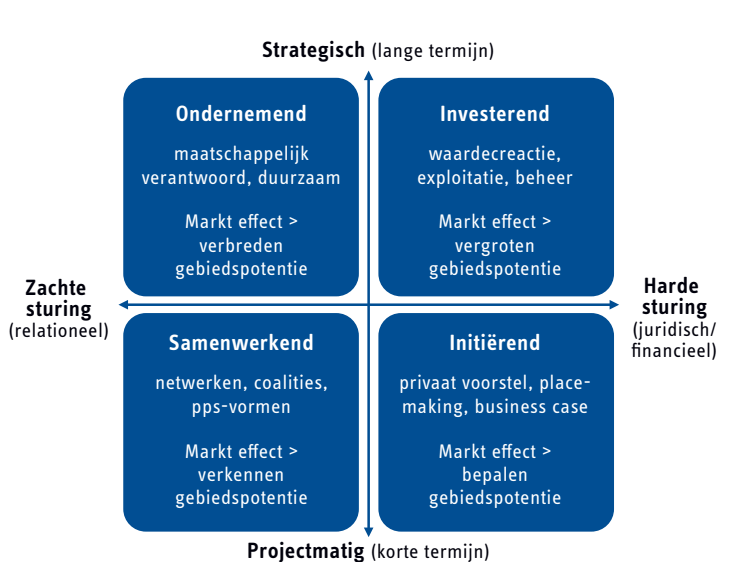 Strategisch (lange termijn)
Ondernemend
maatschappelijk
verantwoord, duurzaam
Markt effect >
verbreden
gebiedspotentie
Investerend
waardecreactie,
exploitatie, beheer
Markt effect >
vergroten
gebiedspotentie
Zachte
sturing
(relationeel)
Harde
sturing
(juridisch/
financieel)
Samenwerkend
netwerken, coalities,
pps-vormen
Markt effect >
verkennen
gebiedspotentie
Initiërend
privaat voorstel, place-
making, business case
Markt effect >
bepalen
gebiedspotentie
Projectmatig (korte termijn)